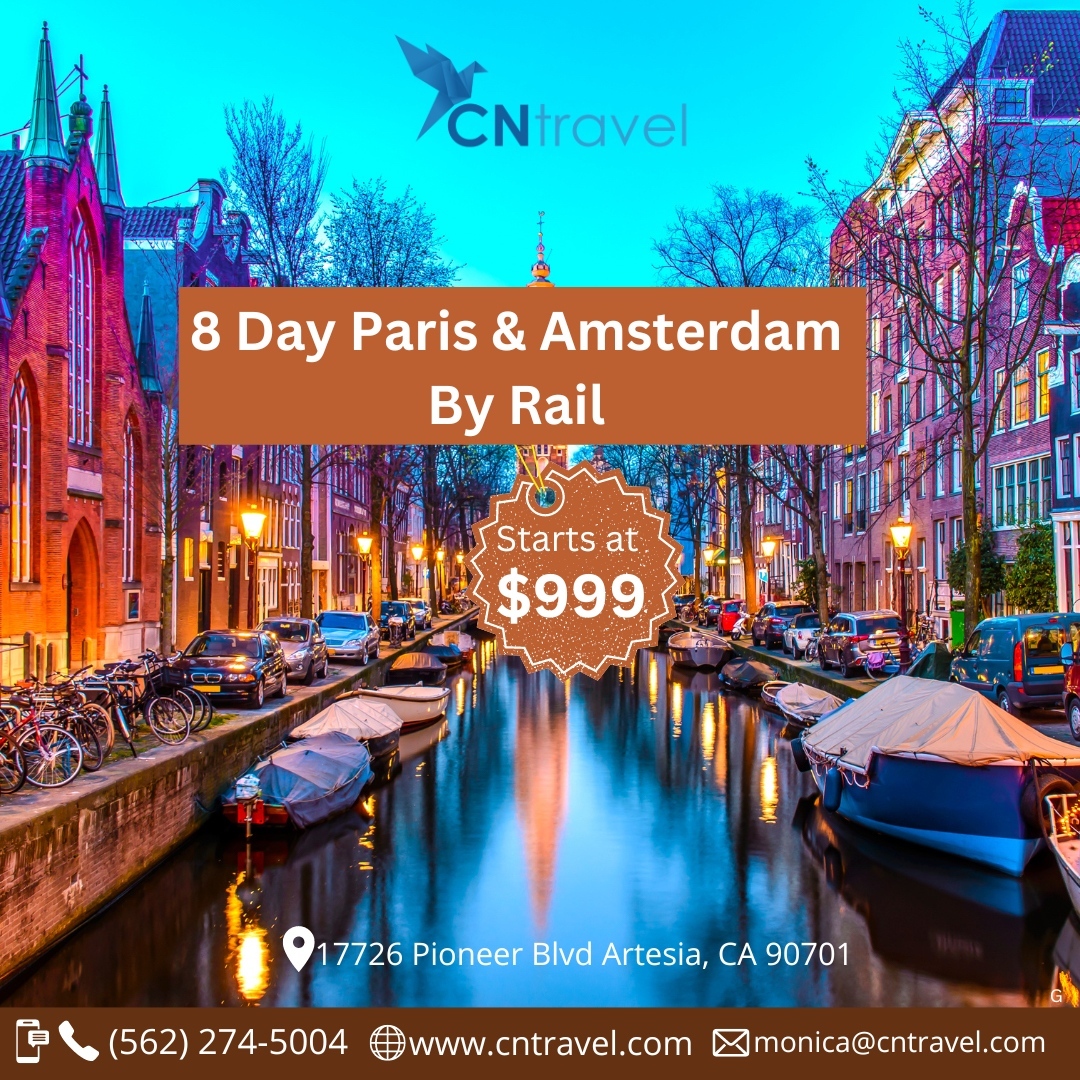 CNtravel
8 Day Paris & Amsterdam
By Rail
Starts at
$999
17726 Pioneer Blvd Artesia, CA 90701
G
(562) 274-5004 www.cntravel.com monica@cntravel.com